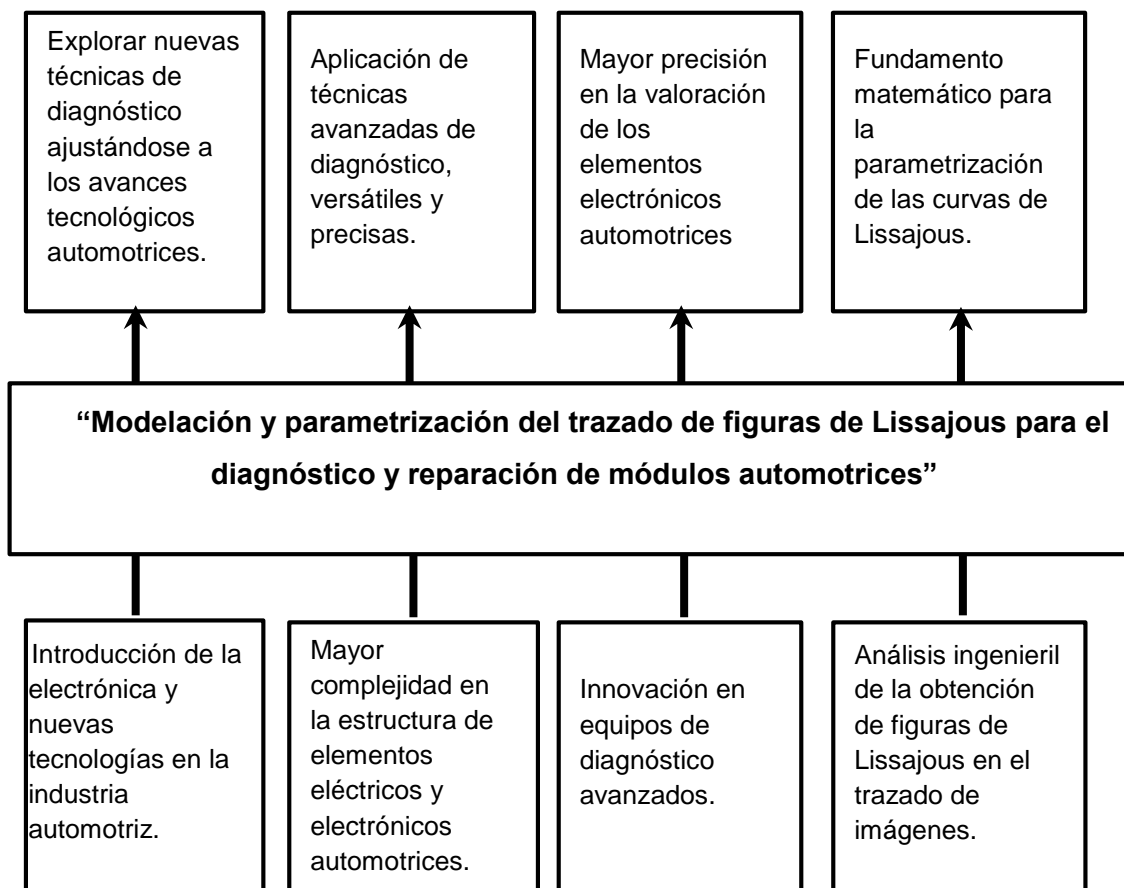 Explorar nuevas
técnicas de
diagnóstico
ajustándose a
los avances
tecnológicos
automotrices.
Aplicación de
técnicas
avanzadas de
diagnóstico,
versátiles y
precisas.
Mayor precisión
en la valoración
de los
elementos
electrónicos
automotrices
Fundamento
matemático para
la
parametrización
de las curvas de
Lissajous.
“Modelación y parametrización del trazado de figuras de Lissajous para el
diagnóstico y reparación de módulos automotrices”
Introducción de la
electrónica y
nuevas
tecnologías en la
industria
automotriz.
Mayor
complejidad en
la estructura de
elementos
eléctricos y
electrónicos
automotrices.
Innovación en
equipos de
diagnóstico
avanzados.
Análisis ingenieril
de la obtención
de figuras de
Lissajous en el
trazado de
imágenes.